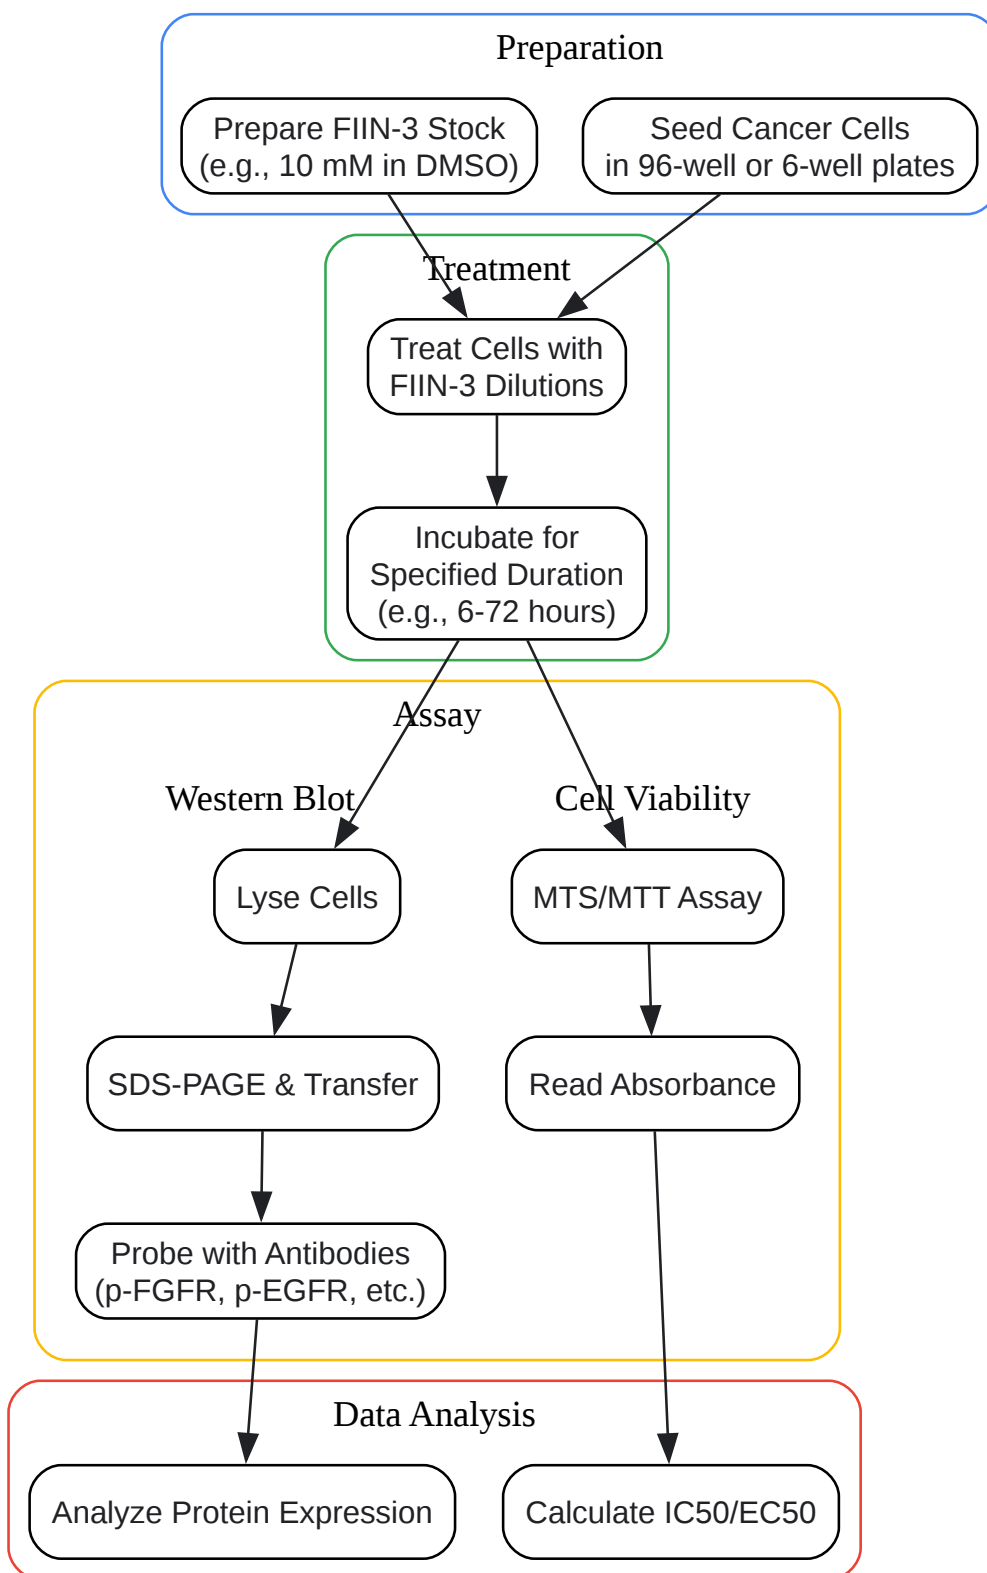 Preparation
Prepare FIIN-3 Stock
(e.g., 10 mM in DMSO)
Seed Cancer Cells
in 96-well or 6-well plates
Treatment
Treat Cells with
FIIN-3 Dilutions
Incubate for
Specified Duration
(e.g., 6-72 hours)
Assay
Western Blot
Cell Viability
Lyse Cells
MTS/MTT Assay
SDS-PAGE & Transfer
Read Absorbance
Probe with Antibodies
(p-FGFR, p-EGFR, etc.)
Data Analysis
Analyze Protein Expression
Calculate IC50/EC50